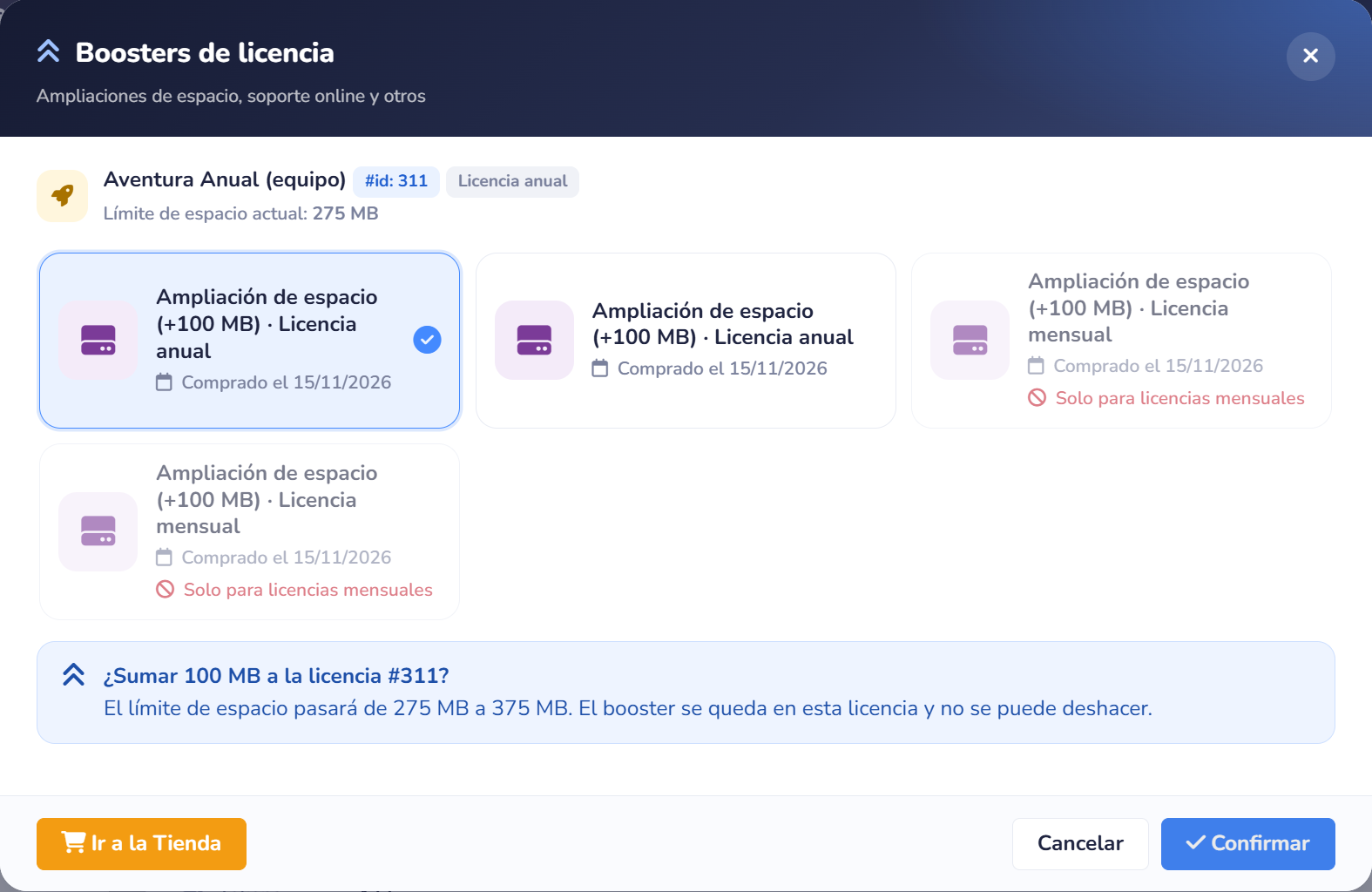 Boosters de licencia
Ampliaciones de espacio, soporte online y otros
Aventura Anual (equipo) #id: 311 Licencia anual
Límite de espacio actual: 275 MB
Ampliación de espacio
(+100 MB) · Licencia
anual
Comprado el 15/11/2026
Ampliación de espacio
(+100 MB) · Licencia anual
Comprado el 15/11/2026
Ampliación de espacio
(+100 MB) · Licencia
mensual
Comprado el 15/11/2026
Solo para licencias mensuales
Ampliación de espacio
(+100 MB) · Licencia
mensual
Comprado el 15/11/2026
Solo para licencias mensuales
¿Sumar 100 MB a la licencia #311?
El límite de espacio pasará de 275 MB a 375 MB. El booster se queda en esta licencia y no se puede deshacer.
Ir a la Tienda
Cancelar
Confirmar